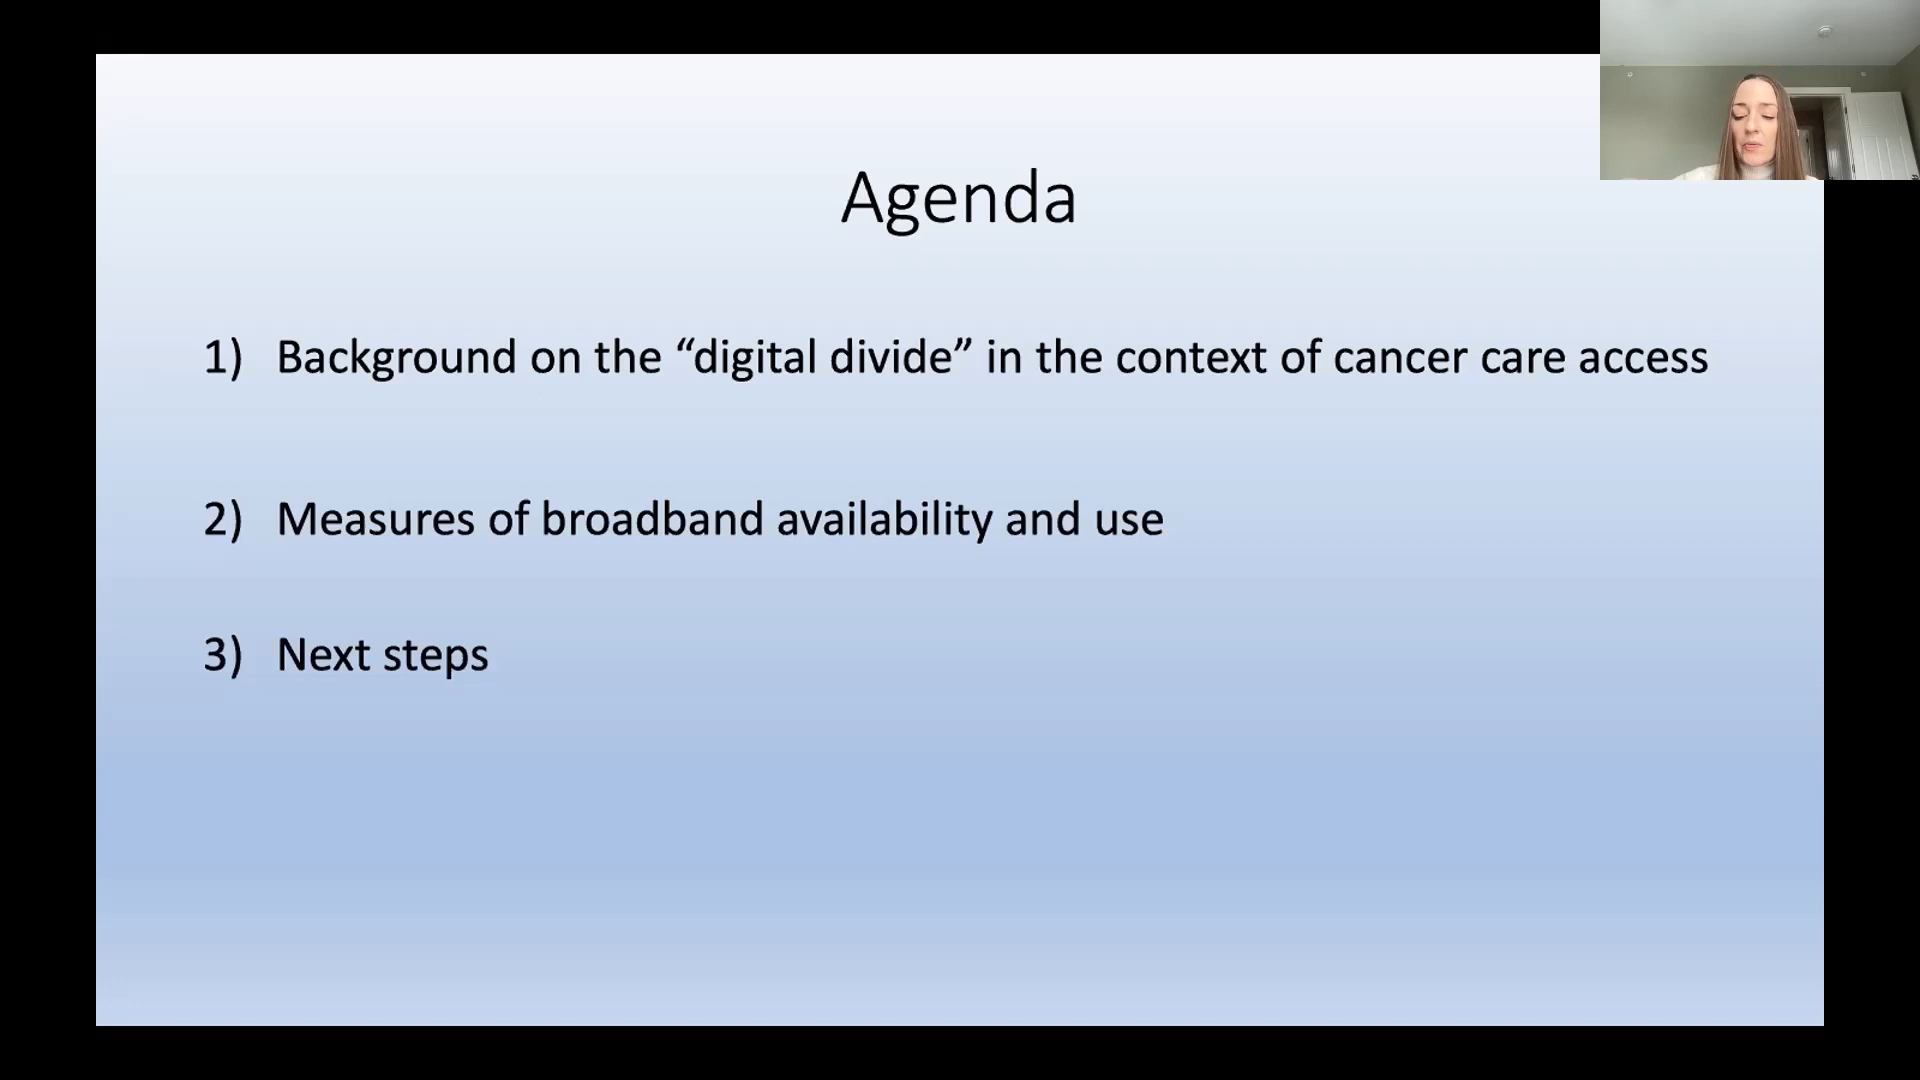 Agenda
1) Background on the “digital divide” in the context of cancer care access
2) Measures of broadband availability and use
3) Next steps